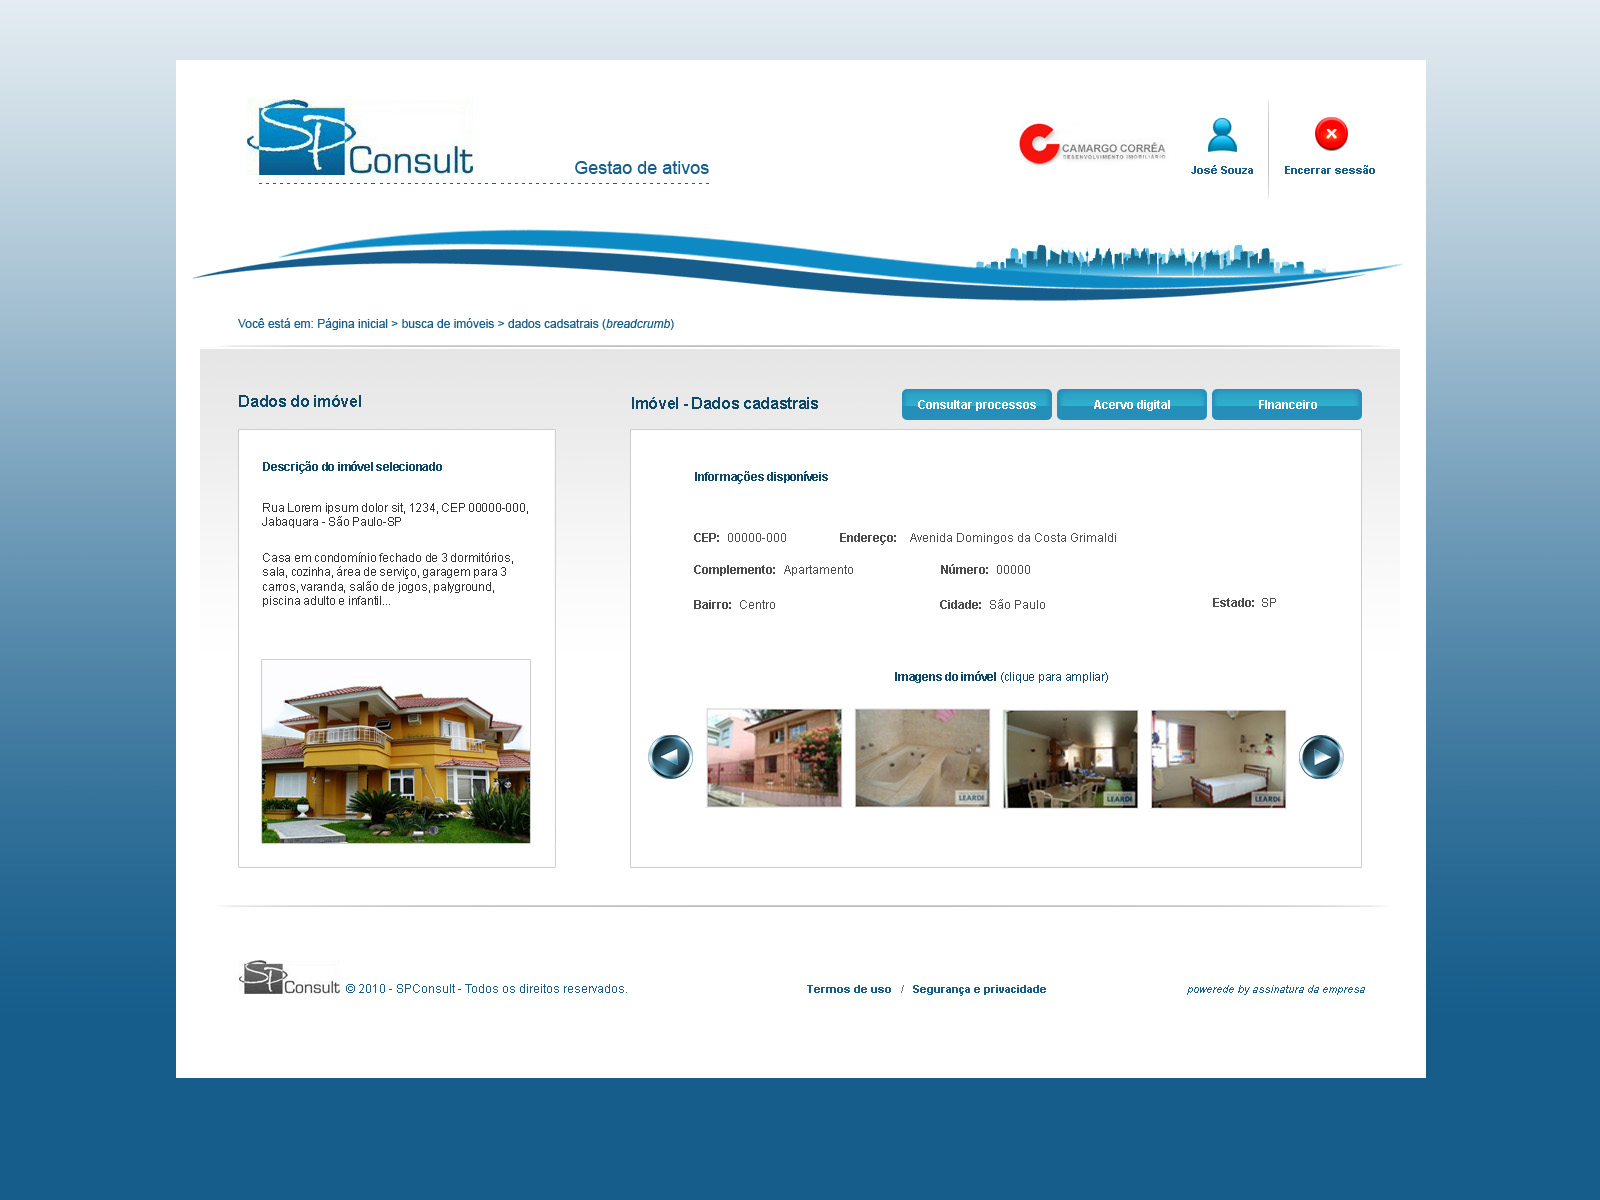 SP Consult
Gestao de ativos
CAMARGO CORRÊA
DESENVOLVIMENTO IMOBILIÁRIO
José Souza
Encerrar sessão
Você está em: Página inicial > busca de imóveis > dados cadsatrais (breadcrumb)
Dados do imóvel
Imóvel - Dados cadastrais
Consultar processos
Acervo digital
FInanceiro
Descrição do imóvel selecionado
Rua Lorem ipsum dolor sit, 1234, CEP 00000-000,
Jabaquara - São Paulo-SP
Casa em condomínio fechado de 3 dormitórios,
sala, cozinha, área de serviço, garagem para 3
carros, varanda, salão de jogos, palyground,
piscina adulto e infantil...
Informações disponíveis
CEP: 00000-000 Endereço: Avenida Domingos da Costa Grimaldi
Complemento: Apartamento Número: 00000
Bairro: Centro Cidade: São Paulo Estado: SP
Imagens do imóvel (clique para ampliar)
LEARDI
LEARDI
LEARDI
SP Consult © 2010 - SPConsult - Todos os direitos reservados.
Termos de uso / Segurança e privacidade
powerede by assinatura da empresa